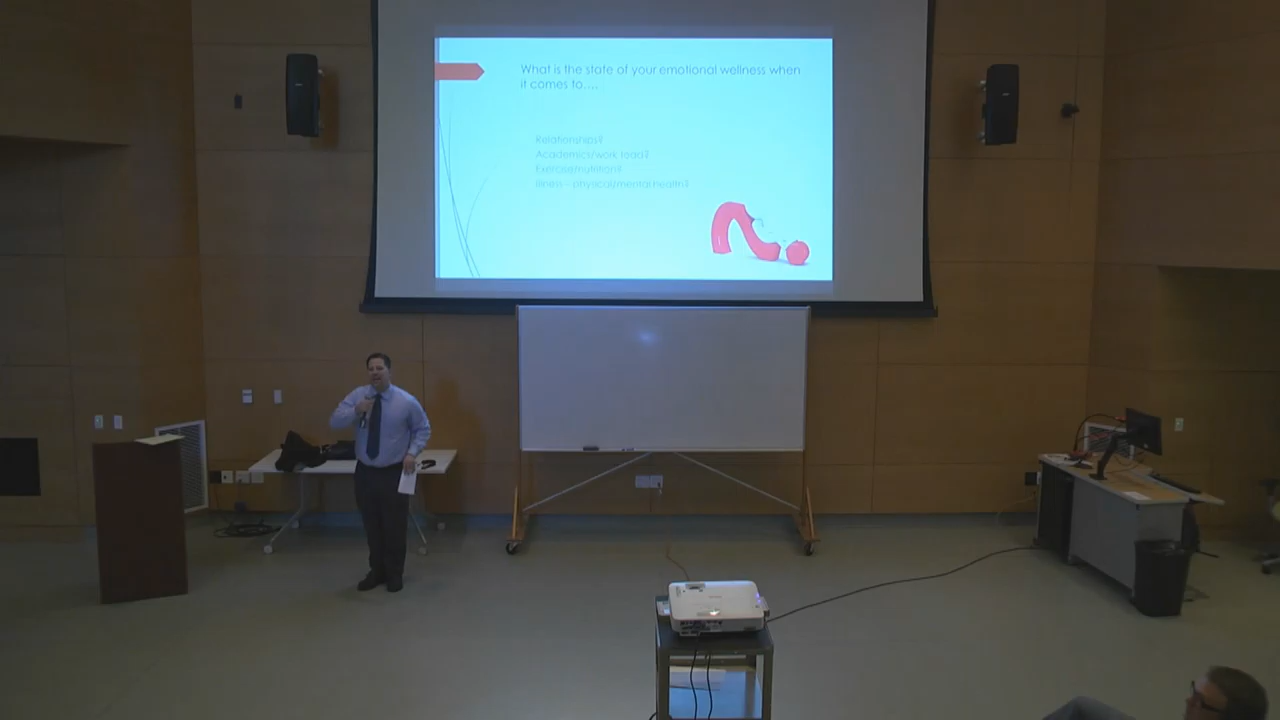 What is the state of your emotional wellness when
it comes to….
Relationships?
Academics/work load?
Exercise/nutrition?
Illness – physical/mental health?